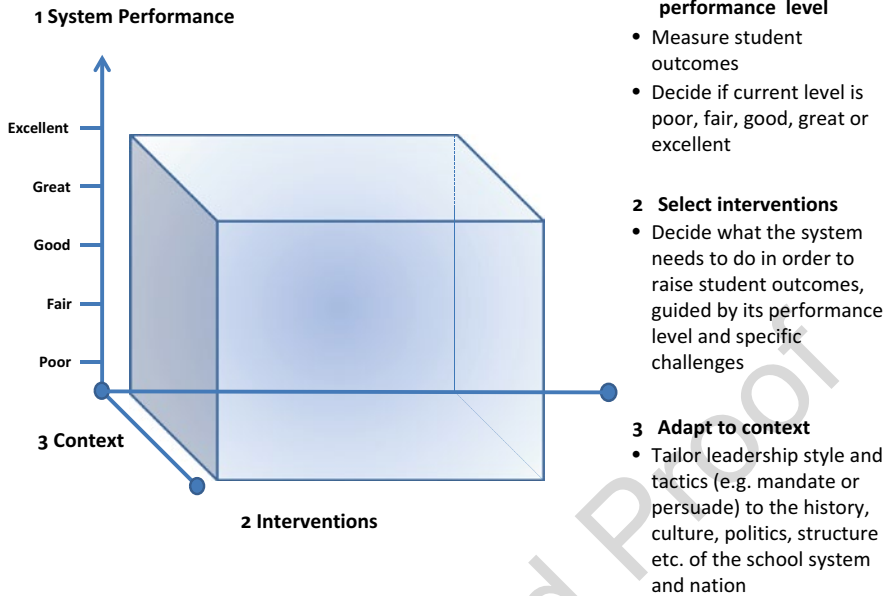 1 System Performance
Excellent
Great
Good
Fair
Poor
3 Context
2 Interventions
performance level
• Measure student
outcomes
• Decide if current level is
poor, fair, good, great or
excellent
2 Select interventions
• Decide what the system
needs to do in order to
raise student outcomes,
guided by its performance
level and specific
challenges
3 Adapt to context
• Tailor leadership style and
tactics (e.g. mandate or
persuade) to the history,
culture, politics, structure
etc. of the school system
and nation
Proof